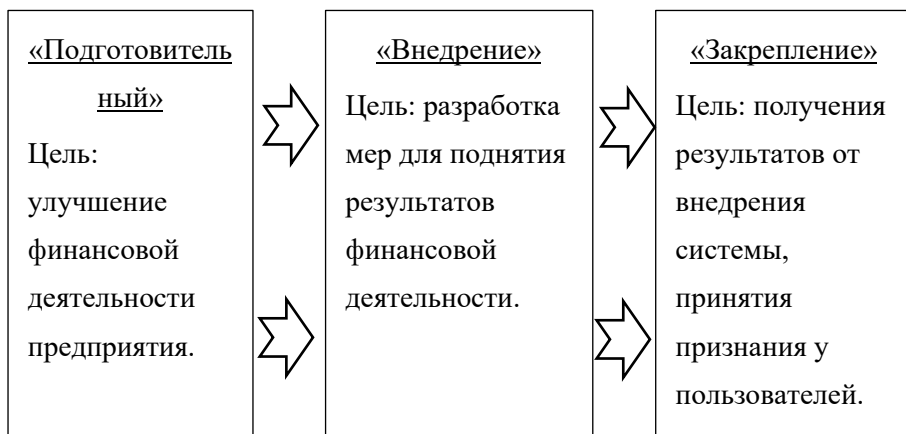 «Подготовитель
ный»
Цель:
улучшение
финансовой
деятельности
предприятия.
«Внедрение»
Цель: разработка
мер для поднятия
результатов
финансовой
деятельности.
«Закрепление»
Цель: получения
результатов от
внедрения
системы,
принятия
признания у
пользователей.